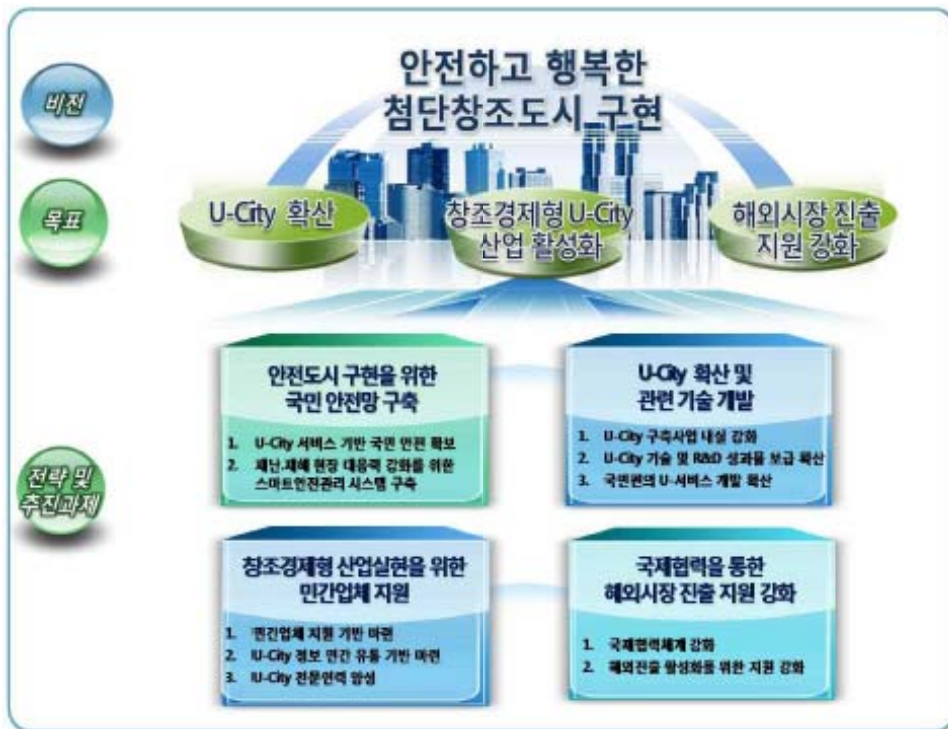 비전
안전하고 행복한
첨단창조도시 구현
목표
U-City 확산
창조경제형 U-City
산업 활성화
해외시장 진출
지원 강화
전략 및
추진과제
안전도시 구현을 위한
국민 안전망 구축
1. U-City 서비스 기반 국민 안전 확보
2. 재난.재해 현장 대응력 강화를 위한
스마트안전관리 시스템 구축
U-City 확산 및
관련 기술 개발
1. U-City 구축사업 내실 강화
2. U-City 기술 및 R&D 성과물 보급 확산
3. 국민편의 U-서비스 개발 확산
창조경제형 산업실현을 위한
민간업체 지원
1. 민간업체 지원 기반 마련
2. U-City 정보 민간 유통 기반 마련
3. U-City 전문인력 양성
국제협력을 통한
해외시장 진출 지원 강화
1. 국제협력체계 강화
2. 해외진출 활성화를 위한 지원 강화